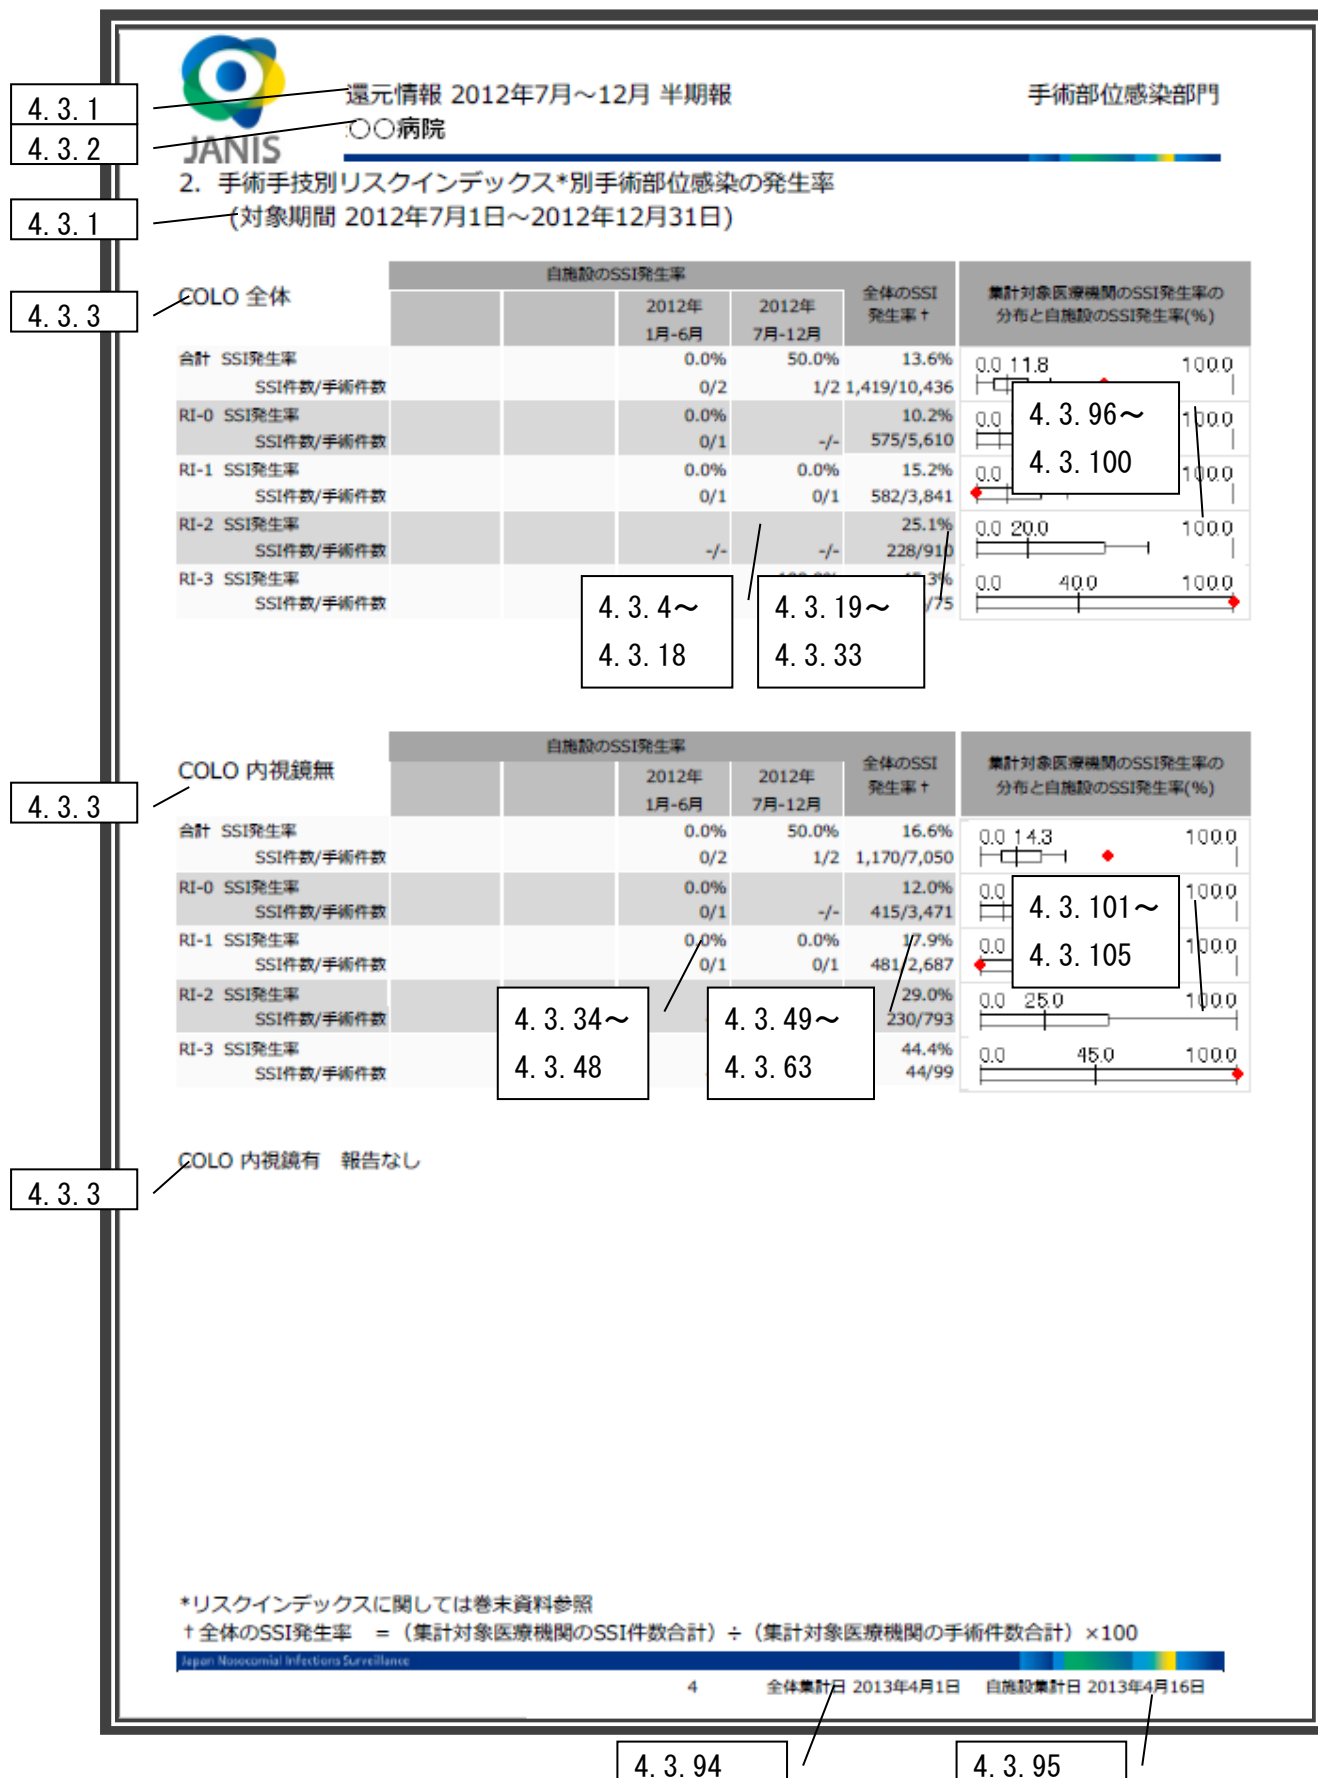 4.3.1
還元情報 2012年7月～12月 半期報
手術部位感染部門
4.3.2
:〇〇病院
JANIS
2. 手術手技別リスクインデックス*別手術部位感染の発生率
4.3.1
(対象期間 2012年7月1日～2012年12月31日)
4.3.3
COLO 全体
自施設のSSI発生率
2012年 1月-6月
2012年 7月-12月
全体のSSI発生率†
集計対象医療機関のSSI発生率の
分布と自施設のSSI発生率(%)
合計 SSI発生率 0.0% 50.0% 13.6% 0.0 11.8 100.0
SSI件数/手術件数 0/2 1/2 1,419/10,436
RI-0 SSI発生率 0.0% 10.2% 0.0 100.0
SSI件数/手術件数 0/1 -/- 575/5,610
4.3.96～
4.3.100
RI-1 SSI発生率 0.0% 0.0% 15.2% 0.0 100.0
SSI件数/手術件数 0/1 0/1 582/3,841
RI-2 SSI発生率 25.1% 0.0 20.0 100.0
SSI件数/手術件数 -/- -/- 228/910
RI-3 SSI発生率 0.0 40.0 100.0
SSI件数/手術件数 /75
4.3.4～
4.3.18
4.3.19～
4.3.33
4.3.3
COLO 内視鏡無
自施設のSSI発生率
2012年 1月-6月
2012年 7月-12月
全体のSSI発生率†
集計対象医療機関のSSI発生率の
分布と自施設のSSI発生率(%)
合計 SSI発生率 0.0% 50.0% 16.6% 0.0 14.3 100.0
SSI件数/手術件数 0/2 1/2 1,170/7,050
RI-0 SSI発生率 0.0% 12.0% 0.0 100.0
SSI件数/手術件数 0/1 -/- 415/3,471
4.3.101～
4.3.105
RI-1 SSI発生率 0.0% 0.0% 17.9% 0.0 100.0
SSI件数/手術件数 0/1 0/1 481/2,687
RI-2 SSI発生率 29.0% 0.0 25.0 100.0
SSI件数/手術件数 230/793
RI-3 SSI発生率 44.4% 0.0 45.0 100.0
SSI件数/手術件数 44/99
4.3.34～
4.3.48
4.3.49～
4.3.63
4.3.3
COLO 内視鏡有 報告なし
*リスクインデックスに関しては巻末資料参照
†全体のSSI発生率 =（集計対象医療機関のSSI件数合計）÷（集計対象医療機関の手術件数合計）×100
Japan Nosocomial Infections Surveillance
4 全体集計日 2013年4月1日 自施設集計日 2013年4月16日
4.3.94
4.3.95